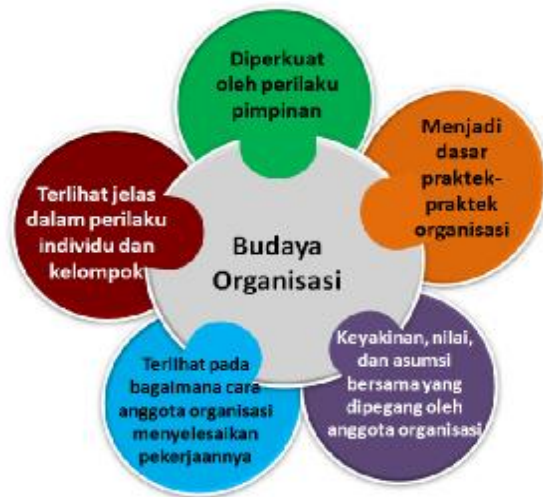 Diperkuat
oleh perilaku
pimpinan
Menjadi
dasar
praktek-
praktek
organisasi
Terlihat jelas
dalam perilaku
individu dan
kelompok
Budaya
Organisasi
Keyakinan, nilai,
dan asumsi
bersama yang
dipegang oleh
anggota organisasi
Terlihat pada
bagaimana cara
anggota organisasi
menyelesaikan
pekerjaannya